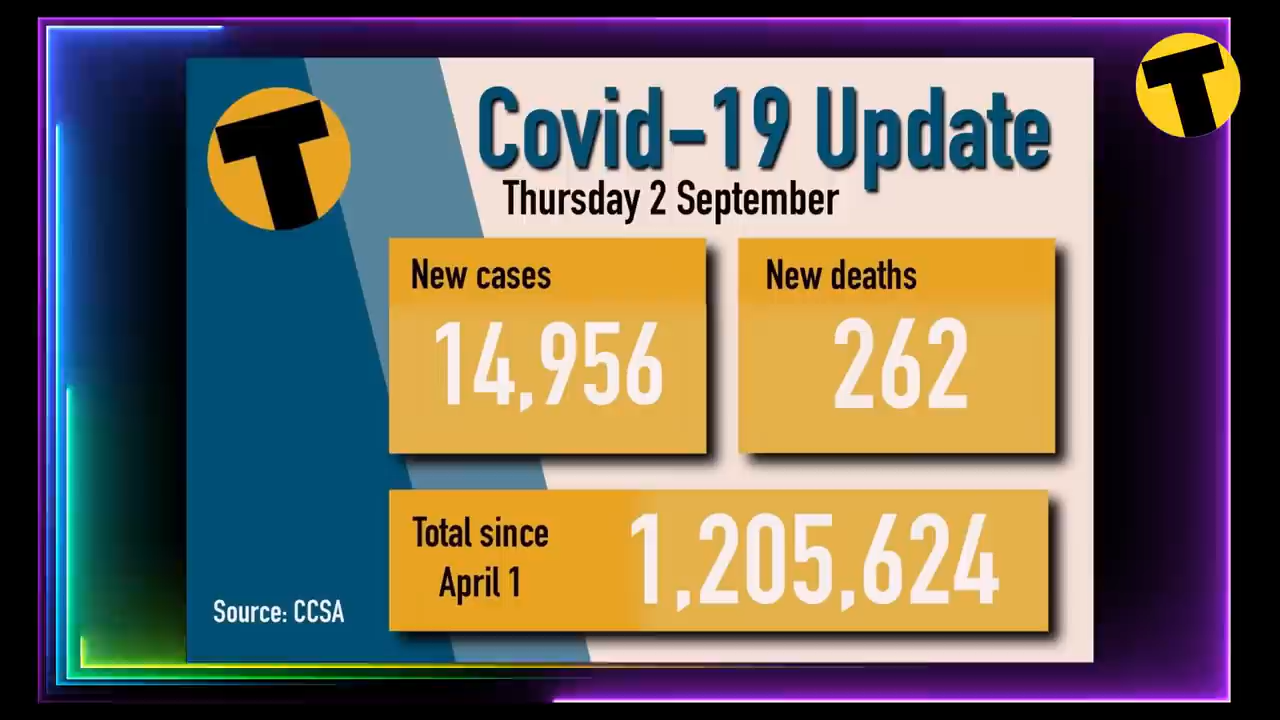 T
T
Covid-19 Update
Thursday 2 September
New cases
14,956
New deaths
262
Total since
April 1
1,205,624
Source: CCSA